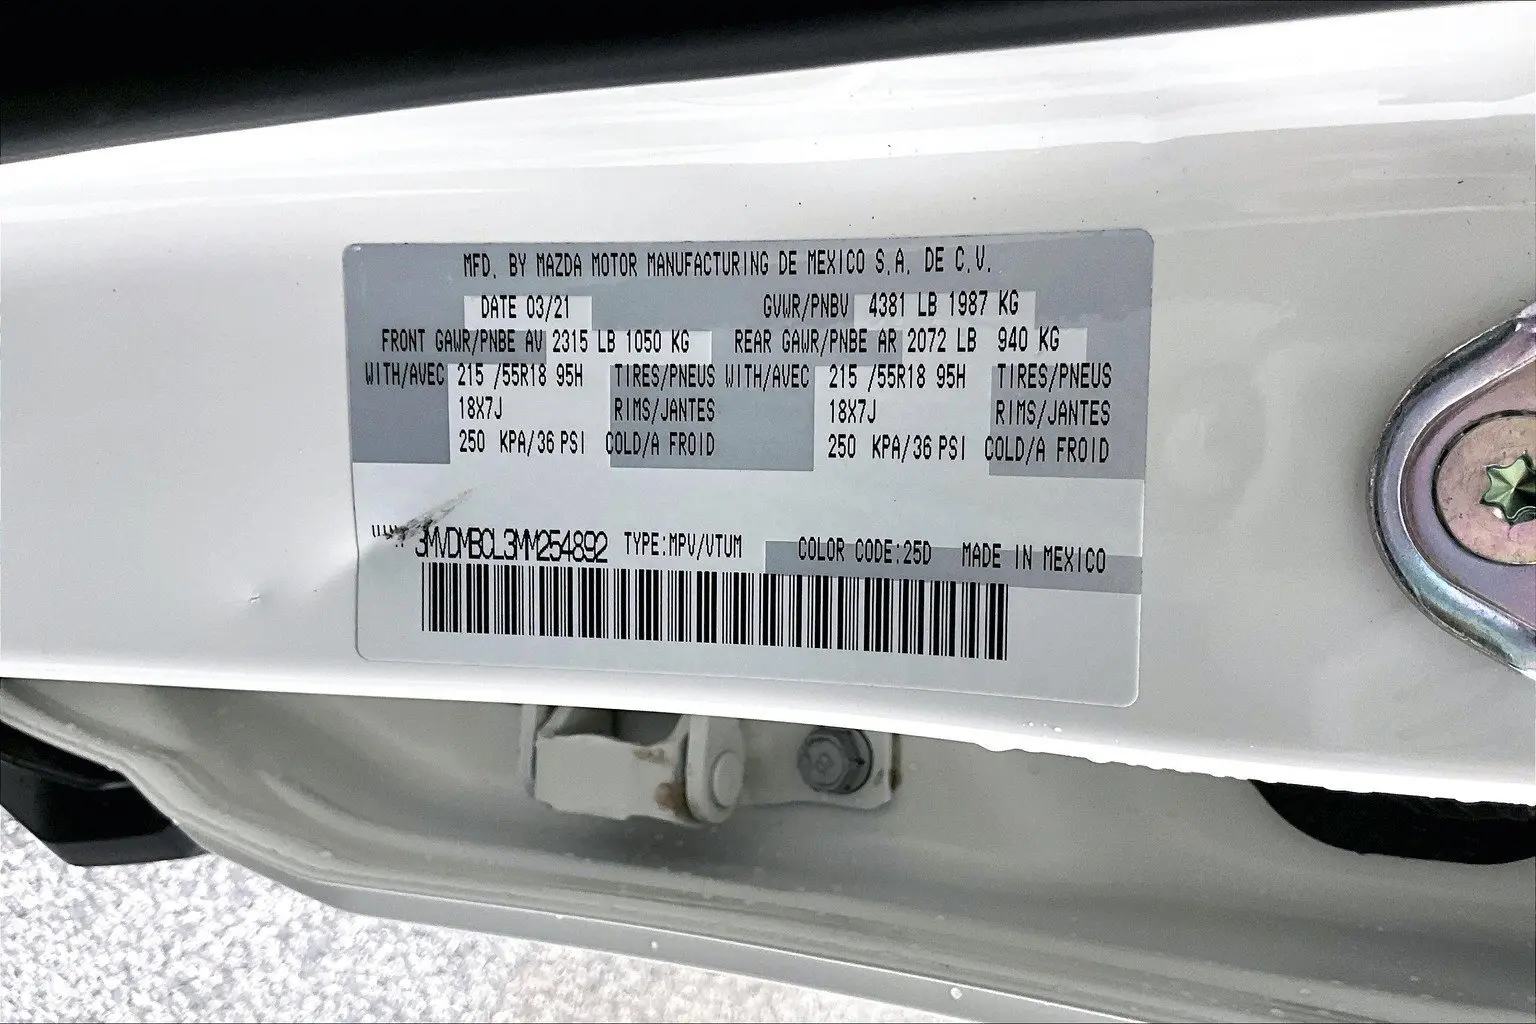 MFD. BY MAZDA MOTOR MANUFACTURING DE MEXICO S.A. DE C.V.
DATE 03/21 GVWR/PNBV 4381 LB 1987 KG
FRONT GAWR/PNBE AV 2315 LB 1050 KG REAR GAWR/PNBE AR 2072 LB 940 KG
WITH/AVEC 215 /55R18 95H TIRES/PNEUS WITH/AVEC 215 /55R18 95H TIRES/PNEUS
18X7J RIMS/JANTES 18X7J RIMS/JANTES
250 KPA/36 PSI COLD/A FROID 250 KPA/36 PSI COLD/A FROID
3MVDMBCL3MM254892 TYPE:MPV/VTUM COLOR CODE:25D MADE IN MEXICO